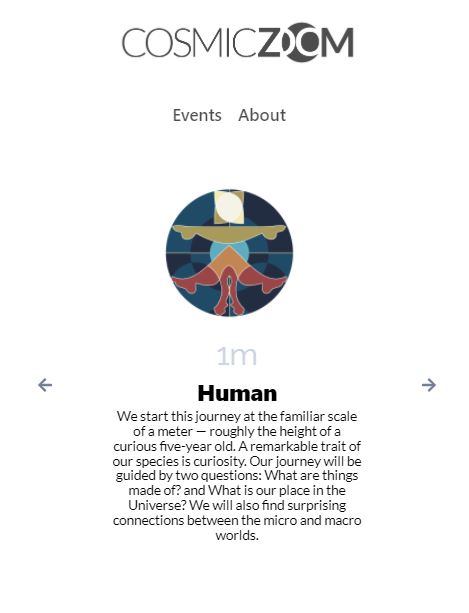 COSMICZOOM
Events About
1m
Human
We start this journey at the familiar scale
of a meter — roughly the height of a
curious five-year old. A remarkable trait of
our species is curiosity. Our journey will be
guided by two questions: What are things
made of? and What is our place in the
Universe? We will also find surprising
connections between the micro and macro
worlds.